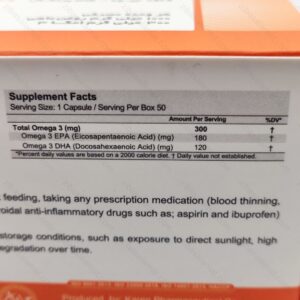 Supplement Facts
Serving Size: 1 Capsule / Serving Per Box 50
Amount Per Serving %DV*
Total Omega 3 (mg) 300 †
Omega 3 EPA (Eicosapentaenoic Acid) (mg) 180 †
Omega 3 DHA (Docosahexaenoic Acid) (mg) 120 †
*Percent daily values are based on a 2000 calorie diet. † Daily value not established.
feeding, taking any prescription medication (blood thinning,
roidal anti-inflammatory drugs such as; aspirin and ibuprofen)
storage conditions, such as exposure to direct sunlight, high
egradation over time.
Produced by